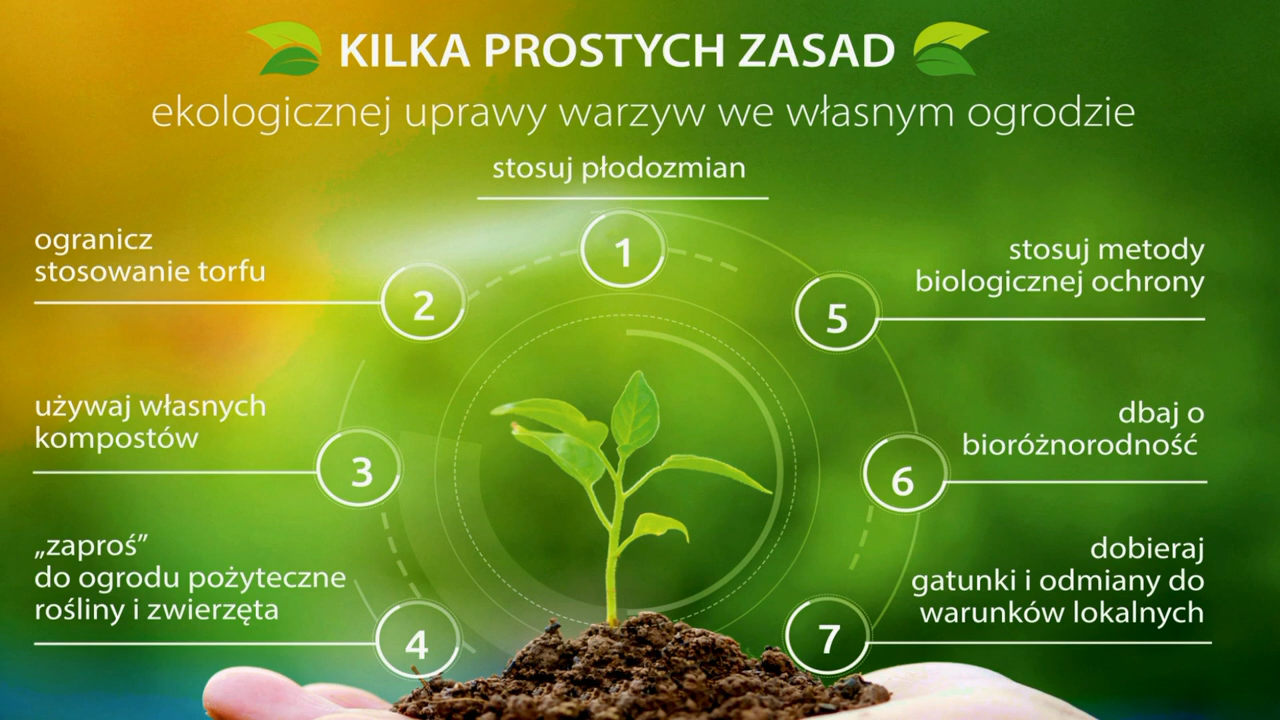 KILKA PROSTYCH ZASAD
ekologicznej uprawy warzyw we własnym ogrodzie
stosuj płodozmian
1
ogranicz
stosowanie torfu
2
używaj własnych
kompostów
3
„zaproś”
do ogrodu pożyteczne
rośliny i zwierzęta
4
stosuj metody
biologicznej ochrony
5
dbaj o
bioróżnorodność
6
dobieraj
gatunki i odmiany do
warunków lokalnych
7